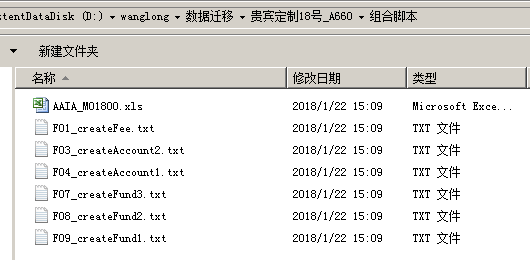 xtentDataDisk (D:) ▾ wanglong ▾ 数据迁移 ▾ 贵宾定制18号_A660 ▾ 组合脚本
新建文件夹
名称 修改日期 类型
AAIA_MO1800.xls 2018/1/22 15:09 Microsoft Exce...
F01_createFee.txt 2018/1/22 15:09 TXT 文件
F03_createAccount2.txt 2018/1/22 15:09 TXT 文件
F04_createAccount1.txt 2018/1/22 15:09 TXT 文件
F07_createFund3.txt 2018/1/22 15:09 TXT 文件
F08_createFund2.txt 2018/1/22 15:09 TXT 文件
F09_createFund1.txt 2018/1/22 15:09 TXT 文件